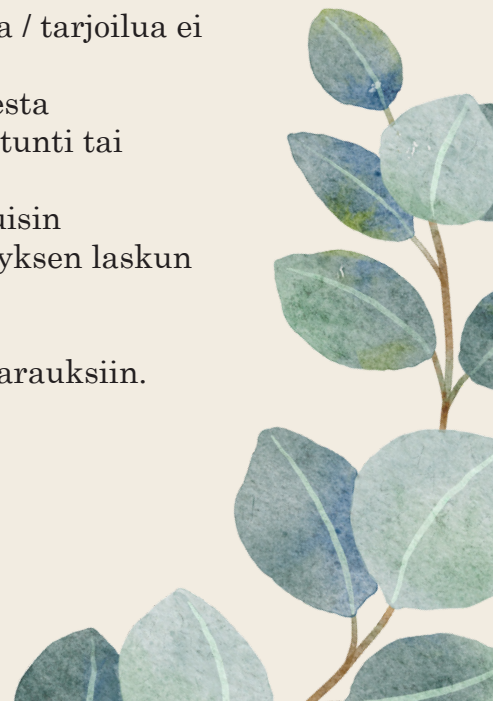 a / tarjoilua ei
esta
tunti tai
uisin
yksen laskun
arauksiin.